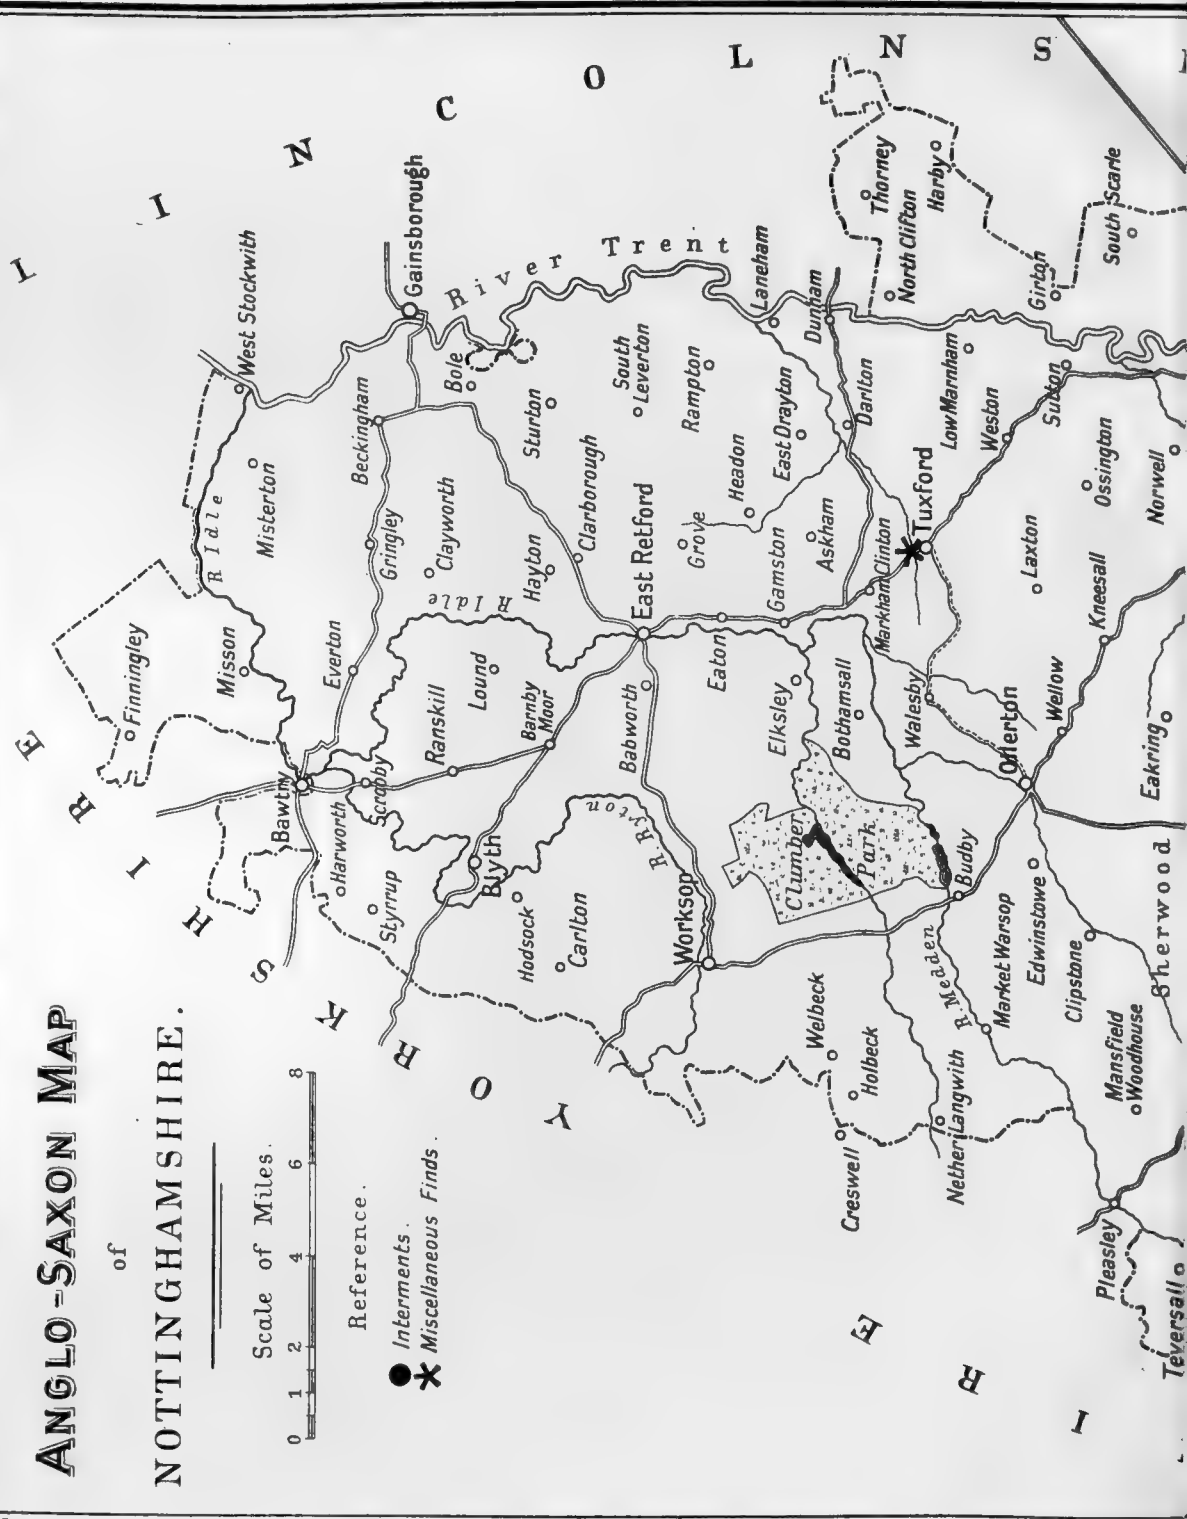 ANGLO-SAXON MAP
of
NOTTINGHAMSHIRE.
Scale of Miles.
0 1 2 4 6 8
Reference.
Interments.
Miscellaneous Finds.
YORKSHIRE
LINCOLNS
ERI
Finningley
Misson
R Idle
Misterton
West Stockwith
Gainsborough
River Trent
Bawtry
Harworth
Scrooby
Styrrup
Everton
Gringley
Beckingham
Bole
Clayworth
R Idle
Ranskill
Lound
Barnby
Moor
Blyth
Hodsock
Carlton
Hayton
Clarborough
Sturton
South
Leverton
Rampton
Laneham
Dunham
Thorney
North Clifton
Harby
Girton
South Scarle
East Retford
Babworth
R. Ryton
Worksop
Grove
Headon
East Drayton
Darlton
Eaton
Gamston
Askham
Elksley
Bothamsall
Markham Clinton
Tuxford
Low Marnham
Weston
Sutton
Clumber
Park
Walesby
Ollerton
Laxton
Ossington
Norwell
Kneesall
Wellow
Eakring
Budby
Edwinstowe
Market Warsop
R. Medden
Clipstone
Sherwood
Welbeck
Holbeck
Creswell
Nether Langwith
Mansfield
Woodhouse
Pleasley
Teversall